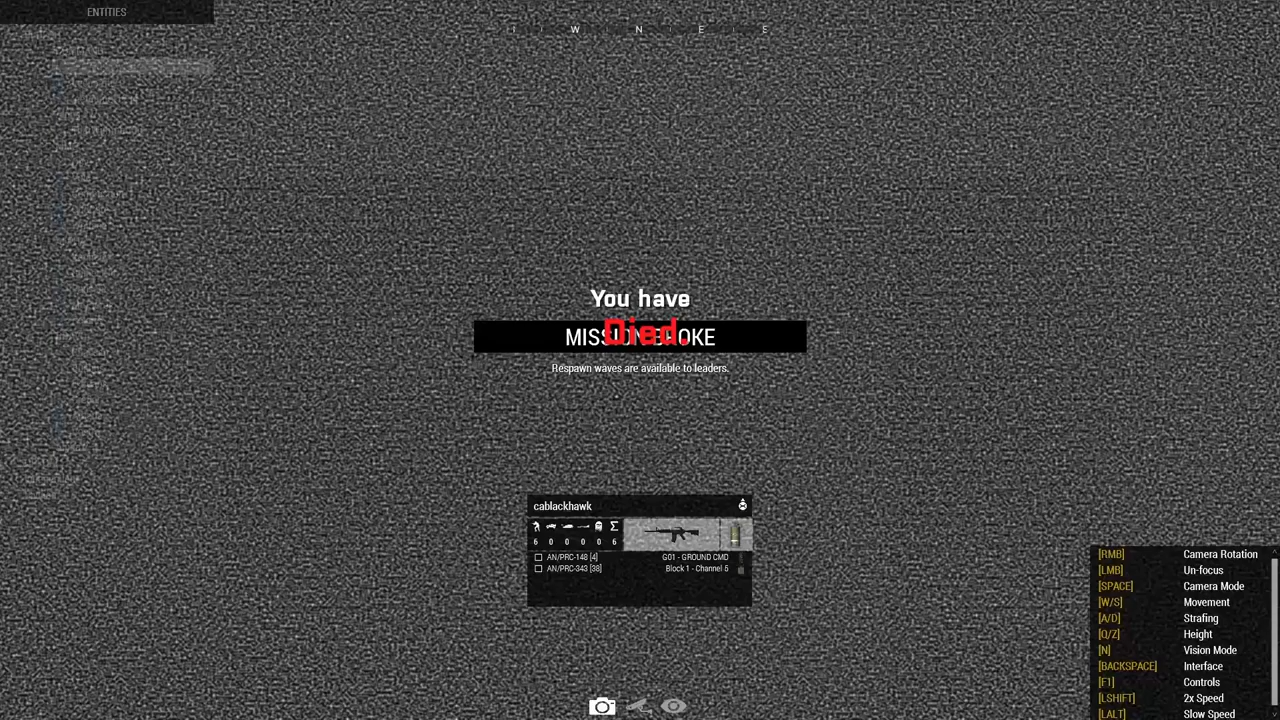 ENTITIES
W N E E
You have
Died.
MISSION
OKE
Respawn waves are available to leaders.
cablackhawk
6 0 0 0 0 6
AN/PRC-148 [4] G01 - GROUND CMD
AN/PRC-343 [38] Block 1 - Channel 5
[RMB] Camera Rotation
[LMB] Un-focus
[SPACE] Camera Mode
[W/S] Movement
[A/D] Strafing
[Q/Z] Height
[N] Vision Mode
[BACKSPACE] Interface
[F1] Controls
[LSHIFT] 2x Speed
[LALT] Slow Speed